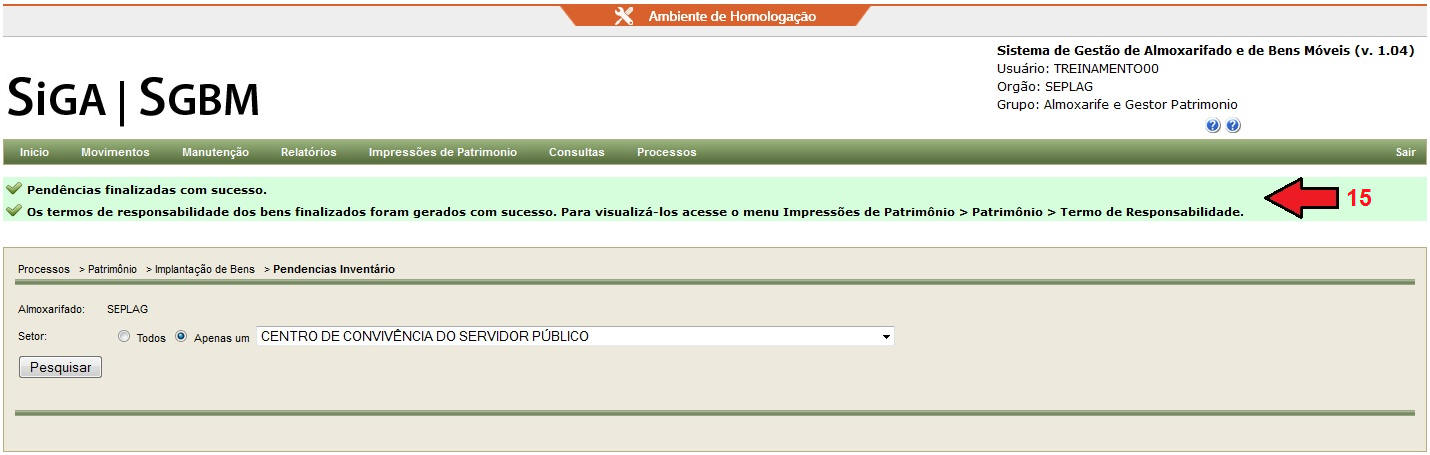 Ambiente de Homologação
Sistema de Gestão de Almoxarifado e de Bens Móveis (v. 1.04)
Usuário: TREINAMENTO00
Orgão: SEPLAG
Grupo: Almoxarife e Gestor Patrimonio
? ?
SIGA | SGBM
Inicio Movimentos Manutenção Relatórios Impressões de Patrimonio Consultas Processos Sair
Pendências finalizadas com sucesso.
Os termos de responsabilidade dos bens finalizados foram gerados com sucesso. Para visualizá-los acesse o menu Impressões de Patrimônio > Patrimônio > Termo de Responsabilidade.
15
Processos > Patrimônio > Implantação de Bens > Pendencias Inventário
Almoxarifado: SEPLAG
Setor: Todos Apenas um CENTRO DE CONVIVÊNCIA DO SERVIDOR PÚBLICO
Pesquisar